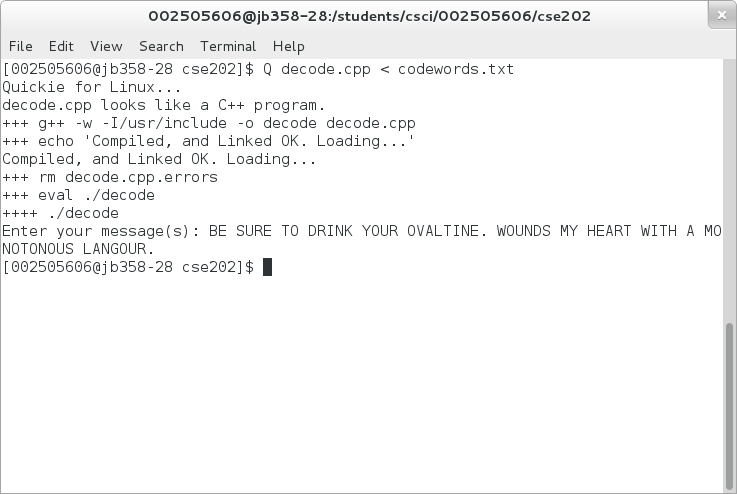 002505606@jb358-28:/students/csci/002505606/cse202
File Edit View Search Terminal Help
[002505606@jb358-28 cse202]$ Q decode.cpp < codewords.txt
Quickie for Linux...
decode.cpp looks like a C++ program.
+++ g++ -w -I/usr/include -o decode decode.cpp
+++ echo 'Compiled, and Linked OK. Loading...'
Compiled, and Linked OK. Loading...
+++ rm decode.cpp.errors
+++ eval ./decode
++++ ./decode
Enter your message(s): BE SURE TO DRINK YOUR OVALTINE. WOUNDS MY HEART WITH A MO
NOTONOUS LANGOUR.
[002505606@jb358-28 cse202]$